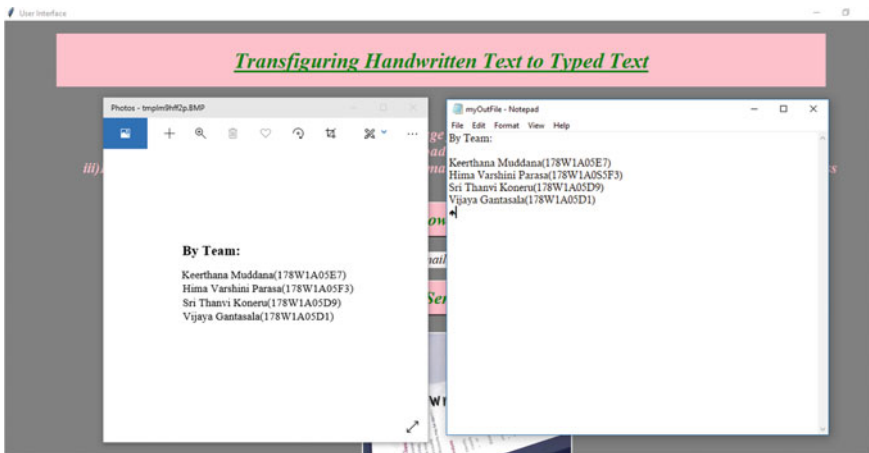 User Interface
Transfiguring Handwritten Text to Typed Text
Photos - tmplm9hff2p.BMP
By Team:
Keerthana Muddana(178W1A05E7)
Hima Varshini Parasa(178W1A05F3)
Sri Thanvi Koneru(178W1A05D9)
Vijaya Gantasala(178W1A05D1)
myOutFile - Notepad
File Edit Format View Help
By Team:
Keerthana Muddana(178W1A05E7)
Hima Varshini Parasa(178W1A0S5F3)
Sri Thanvi Koneru(178W1A05D9)
Vijaya Gantasala(178W1A05D1)
iii)